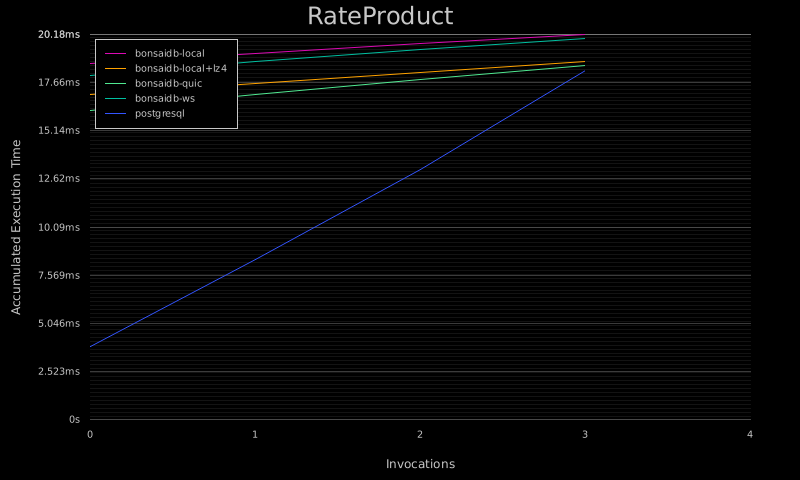 RateProduct
20.18ms
17.66ms
15.14ms
12.62ms
10.09ms
7.569ms
5.046ms
2.523ms
0s
bonsaidb-local
bonsaidb-local+lz4
bonsaidb-quic
bonsaidb-ws
postgresql
Accumulated Execution Time
0 1 2 3 4
Invocations